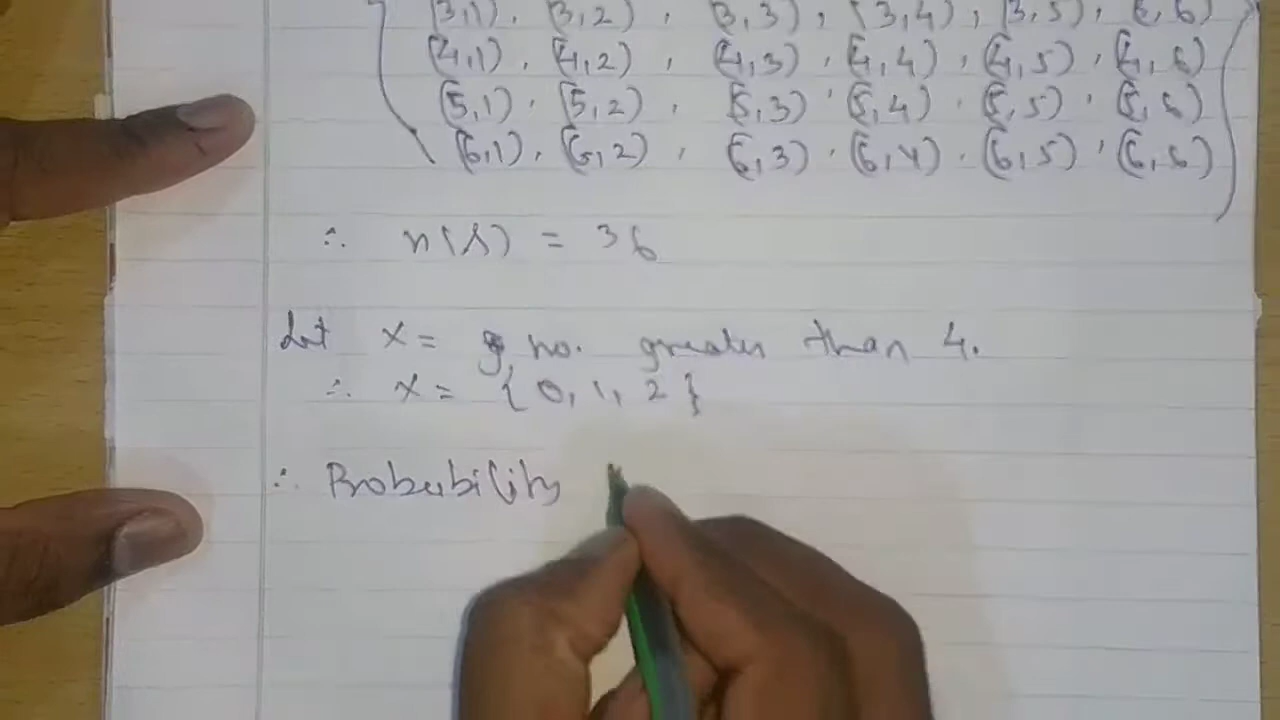 (3,1), (3,2), (3,3), (3,4), (3,5), (3,6)
(4,1), (4,2), (4,3), (4,4), (4,5), (4,6)
(5,1), (5,2), (5,3), (5,4), (5,5), (5,6)
(6,1), (6,2), (6,3), (6,4), (6,5), (6,6)
∴ n(S) = 36
Let X = no. greater than 4.
∴ X = {0, 1, 2}
∴ Probability